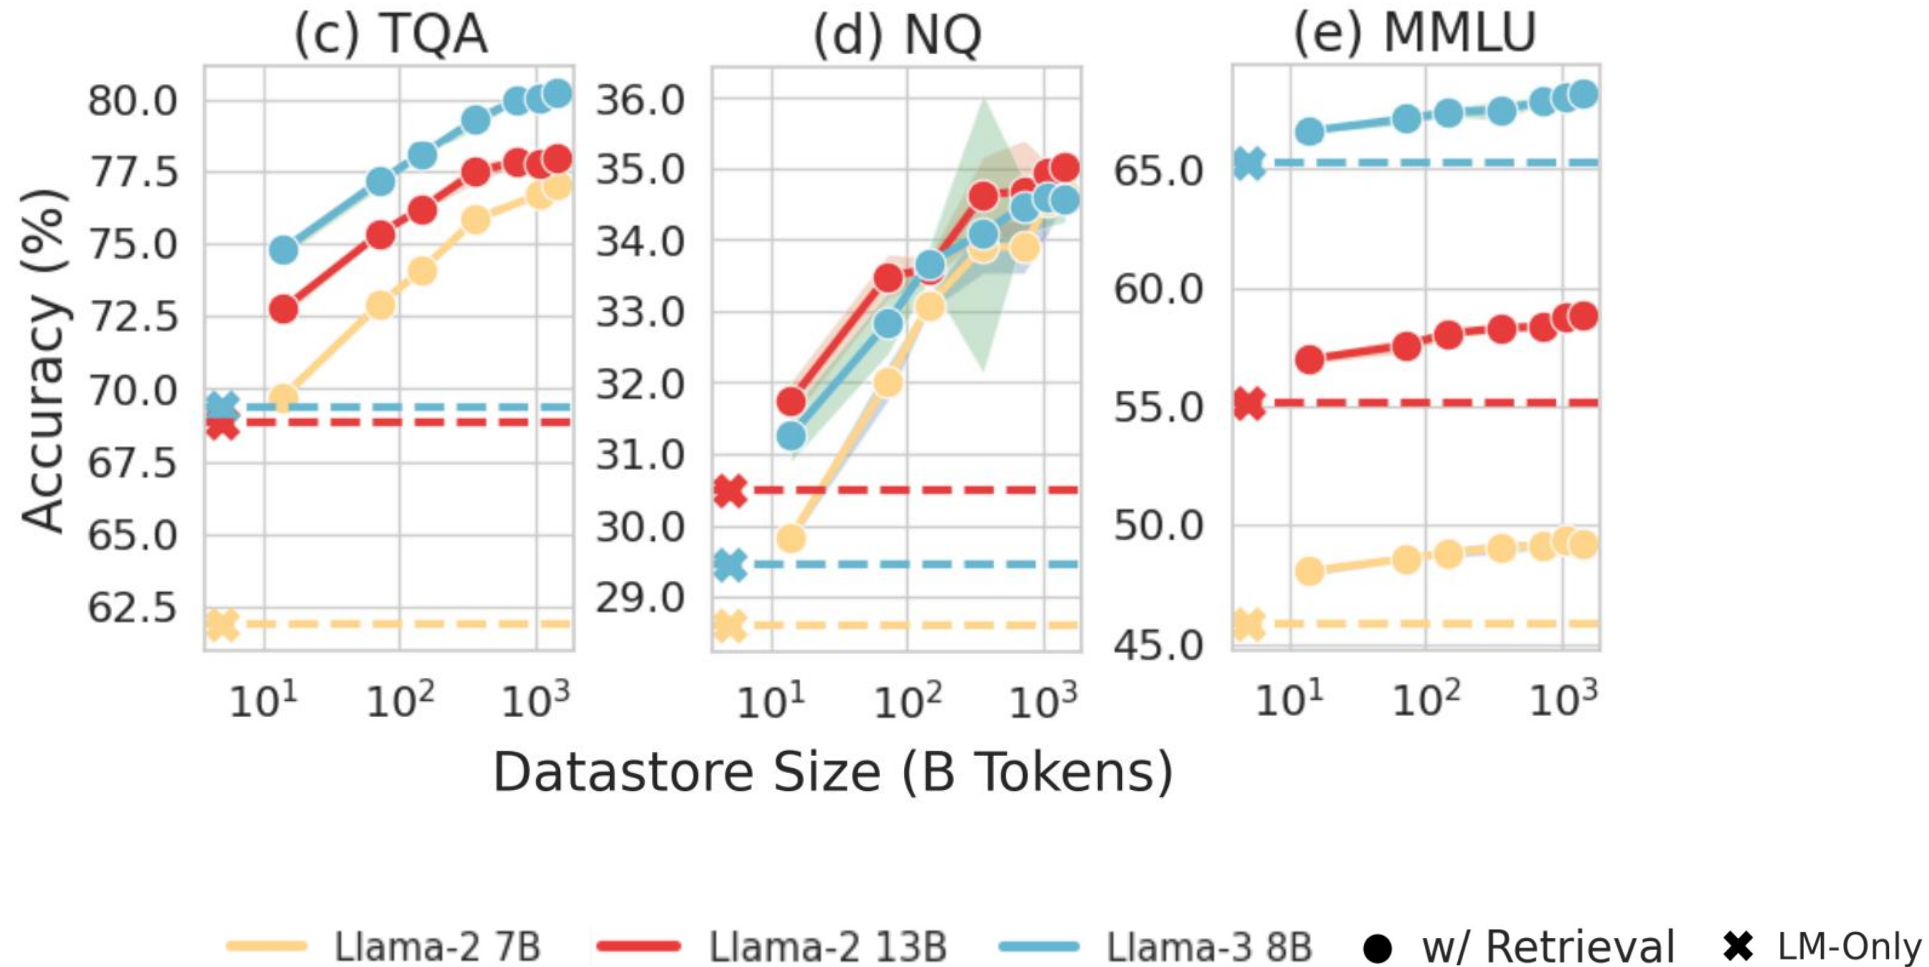 (c) TQA
(d) NQ
(e) MMLU
Accuracy (%)
80.0
77.5
75.0
72.5
70.0
67.5
65.0
62.5
36.0
35.0
34.0
33.0
32.0
31.0
30.0
29.0
65.0
60.0
55.0
50.0
45.0
10¹ 10² 10³
10¹ 10² 10³
10¹ 10² 10³
Datastore Size (B Tokens)
Llama-2 7B Llama-2 13B Llama-3 8B w/ Retrieval LM-Only